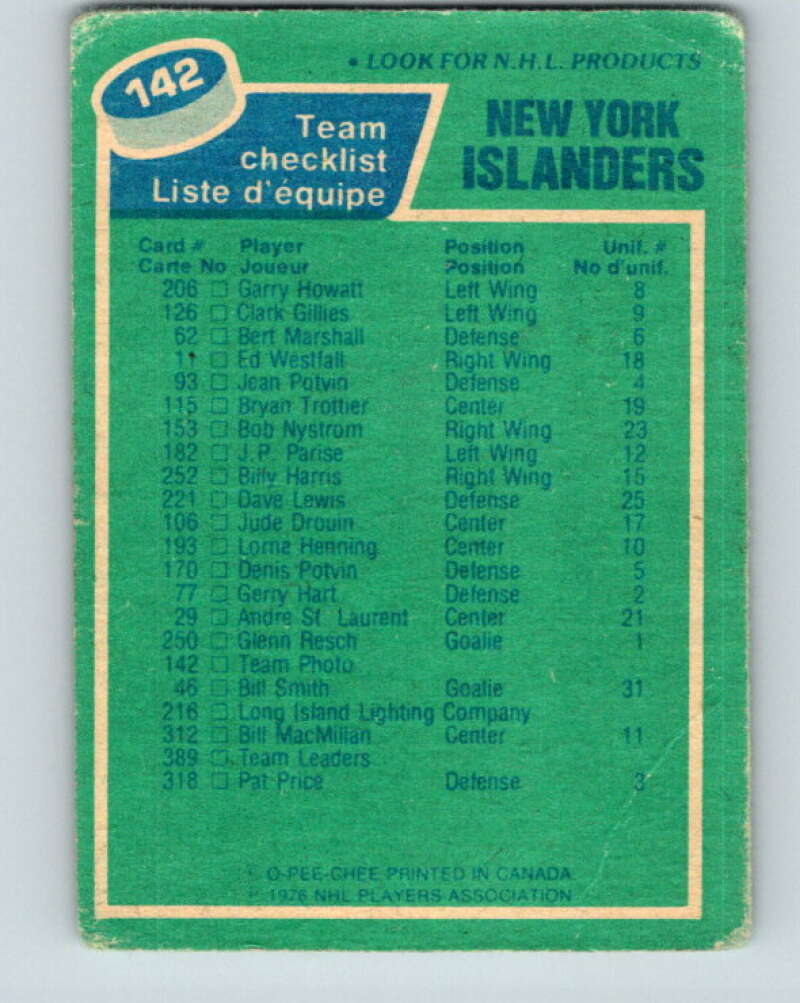 • LOOK FOR N.H.L. PRODUCTS
142
Team checklist
Liste d'équipe
NEW YORK
ISLANDERS
Card # Player Position Unif. #
Carte No Joueur Position No d'unif.
206 □ Garry Howatt Left Wing 8
126 □ Clark Gillies Left Wing 9
62 □ Bert Marshall Defense 6
11 □ Ed Westfall Right Wing 18
93 □ Jean Potvin Defense 4
115 □ Bryan Trottier Center 19
153 □ Bob Nystrom Right Wing 23
182 □ J.P. Parise Left Wing 12
252 □ Billy Harris Right Wing 15
221 □ Dave Lewis Defense 25
106 □ Jude Drouin Center 17
193 □ Lorne Henning Center 10
170 □ Denis Potvin Defense 5
77 □ Gerry Hart Defense 2
29 □ Andre St. Laurent Center 21
250 □ Glenn Resch Goalie 1
142 □ Team Photo
46 □ Bill Smith Goalie 31
216 □ Long Island Lighting Company
312 □ Bill MacMillan Center 11
389 □ Team Leaders
318 □ Pat Price Defense 3
O-PEE-CHEE PRINTED IN CANADA
1976 NHL PLAYERS ASSOCIATION